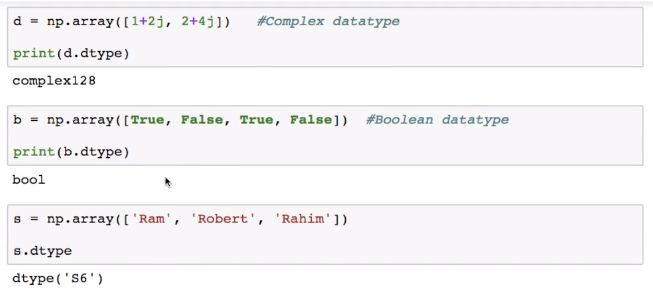 d = np.array([1+2j, 2+4j])   #Complex datatype
print(d.dtype)
complex128
b = np.array([True, False, True, False])  #Boolean datatype
print(b.dtype)
bool
s = np.array(['Ram', 'Robert', 'Rahim'])
s.dtype
dtype('S6')